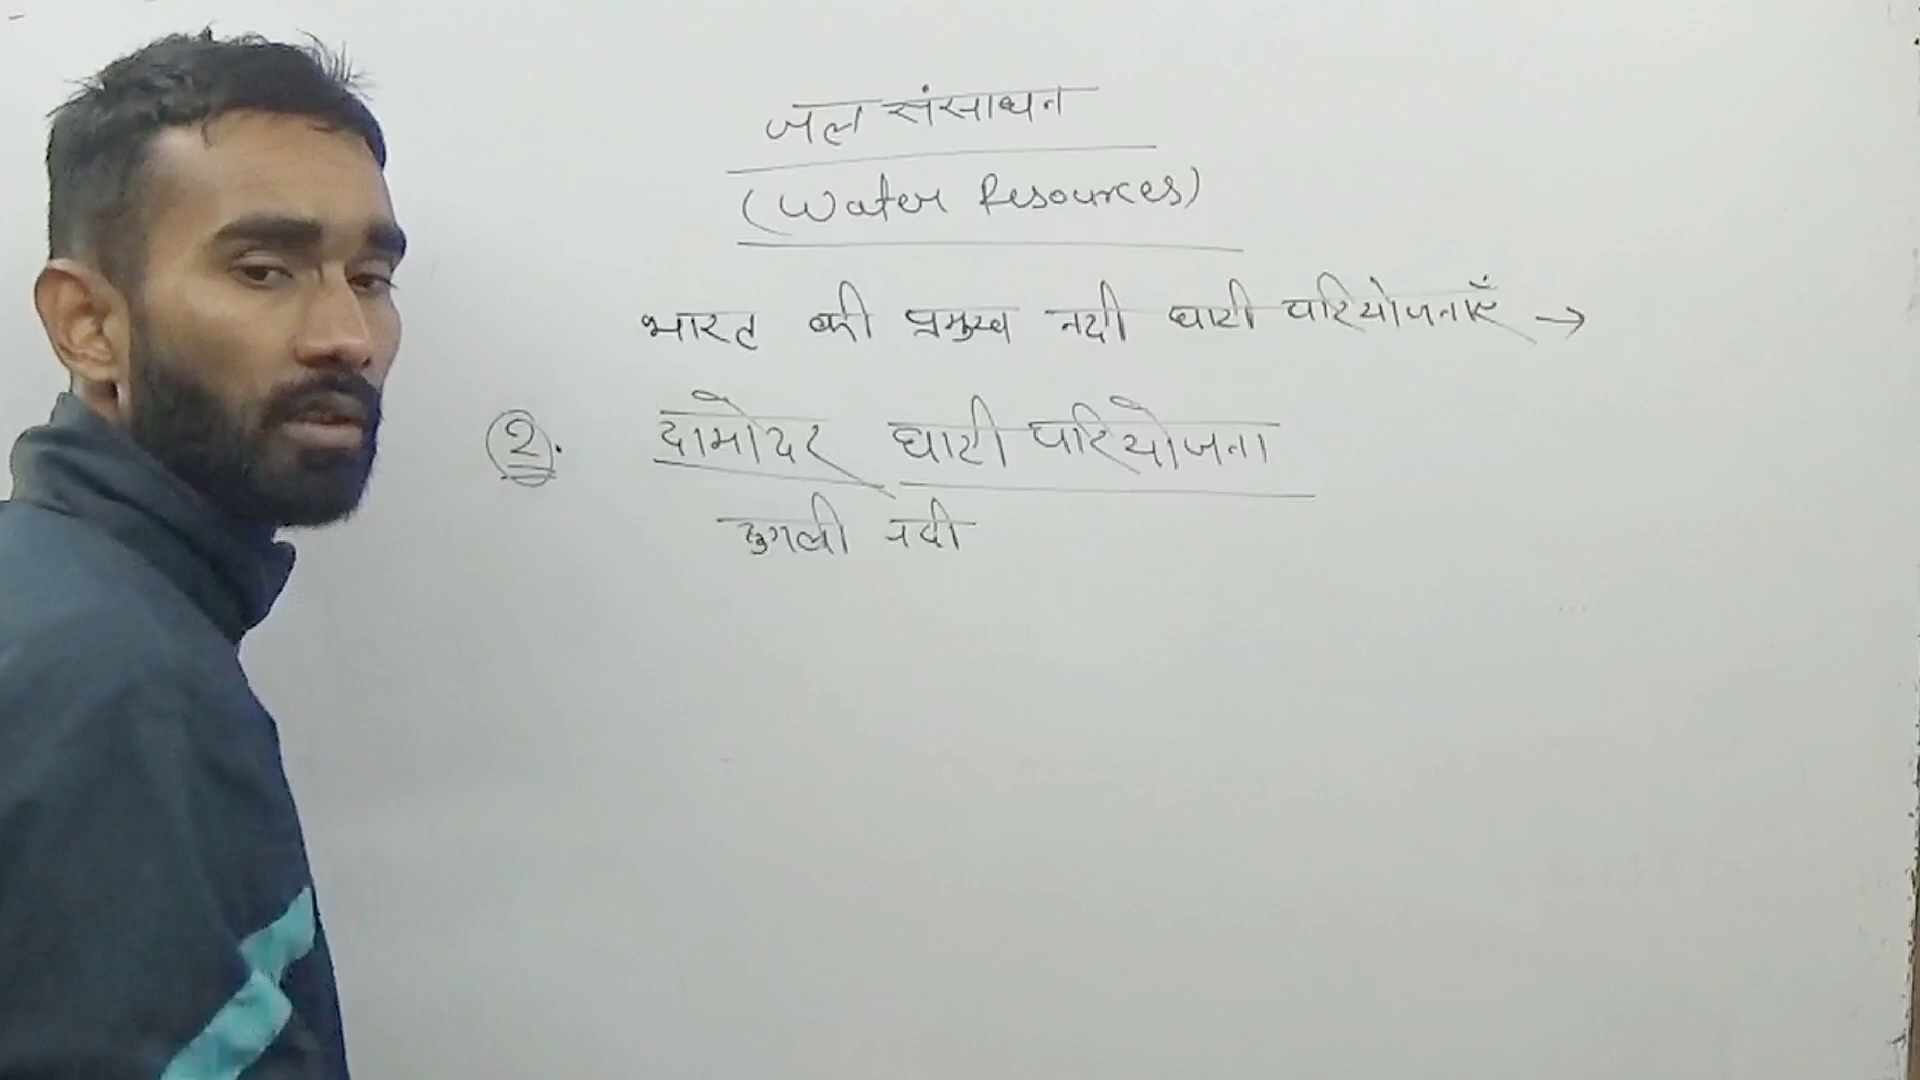 जल संसाधन
(Water Resources)
भारत की प्रमुख नदी घाटी परियोजनाएँ →
2. दामोदर घाटी परियोजना
हुगली नदी